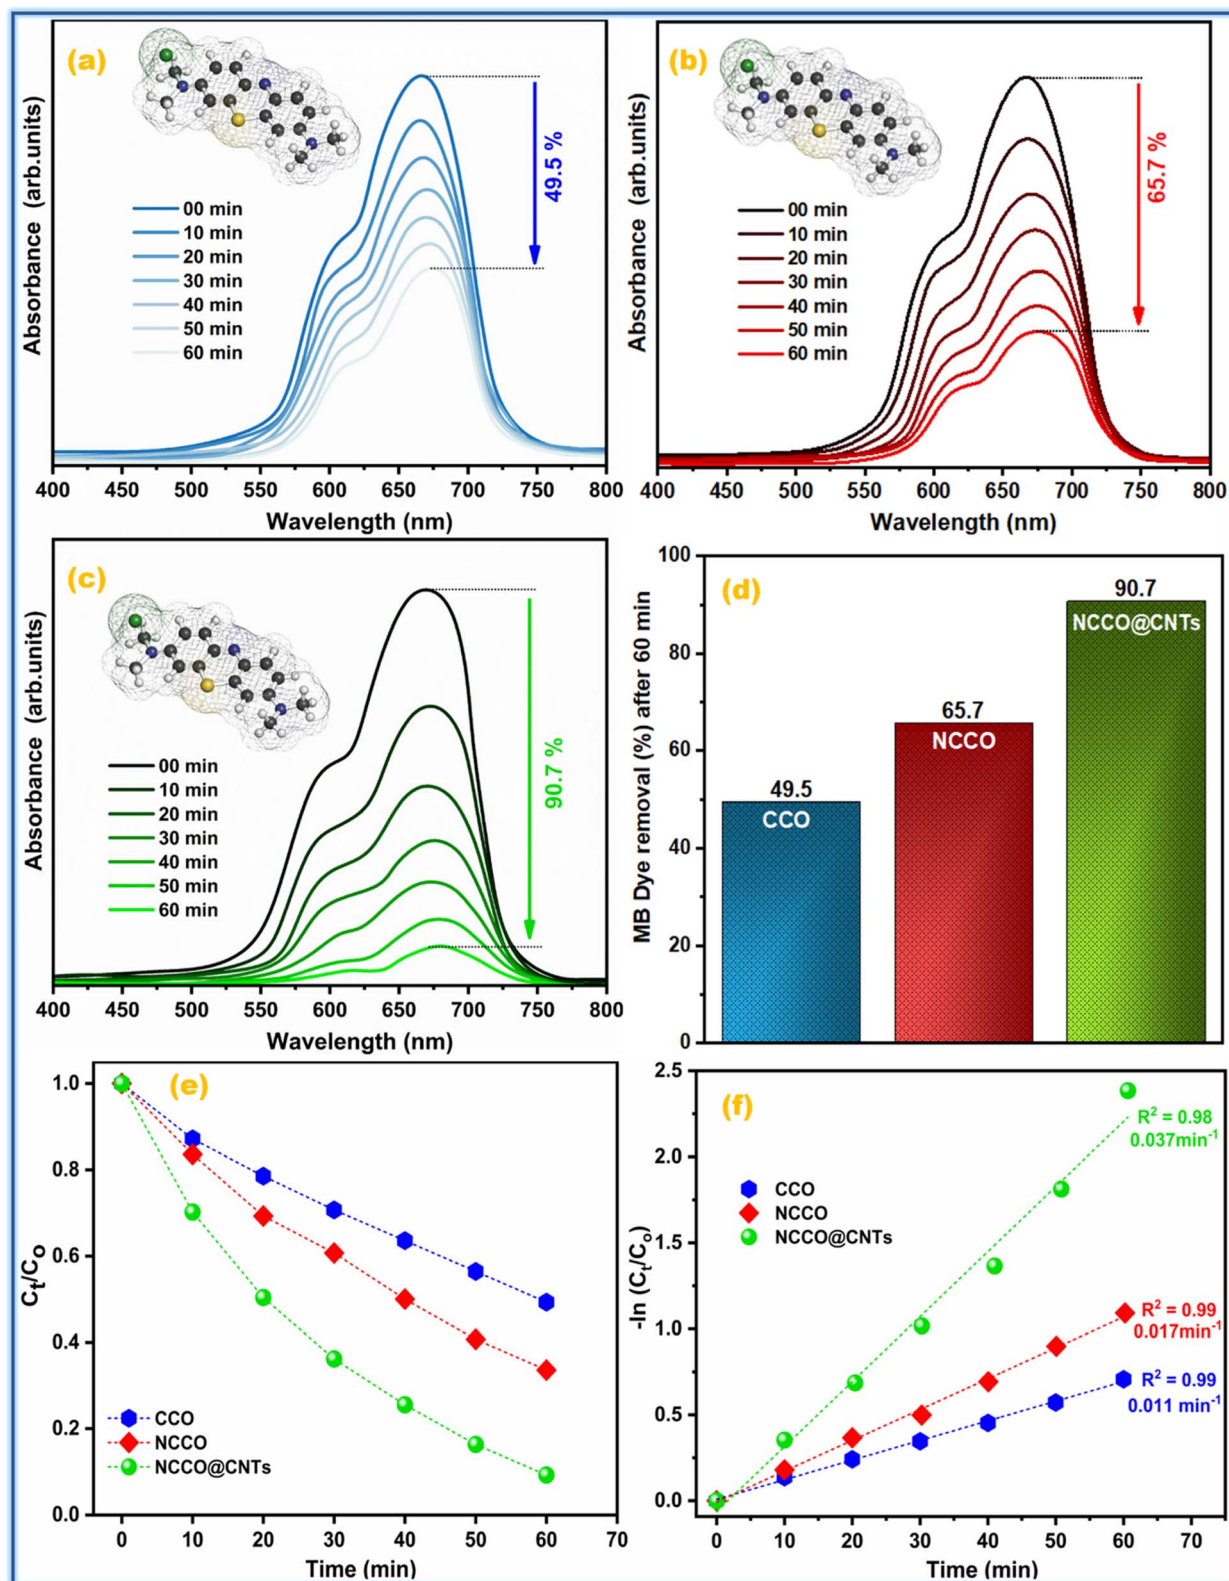 (a)
Absorbance (arb.units)
00 min
10 min
20 min
30 min
40 min
50 min
60 min
49.5 %
400 450 500 550 600 650 700 750 800
Wavelength (nm)
(b)
Absorbance (arb.units)
00 min
10 min
20 min
30 min
40 min
50 min
60 min
65.7 %
400 450 500 550 600 650 700 750 800
Wavelength (nm)
(c)
Absorbance (arb.units)
00 min
10 min
20 min
30 min
40 min
50 min
60 min
90.7 %
400 450 500 550 600 650 700 750 800
Wavelength (nm)
(d)
MB Dye removal (%) after 60 min
100
80
60
40
20
0
49.5
CCO
65.7
NCCO
90.7
NCCO@CNTs
(e)
Ct/Co
1.0
0.8
0.6
0.4
0.2
0.0
CCO
NCCO
NCCO@CNTs
0 10 20 30 40 50 60 70
Time (min)
(f)
-ln (Ct/Co)
2.5
2.0
1.5
1.0
0.5
0.0
CCO
NCCO
NCCO@CNTs
R² = 0.98
0.037min⁻¹
R² = 0.99
0.017min⁻¹
R² = 0.99
0.011 min⁻¹
0 10 20 30 40 50 60 70
Time (min)